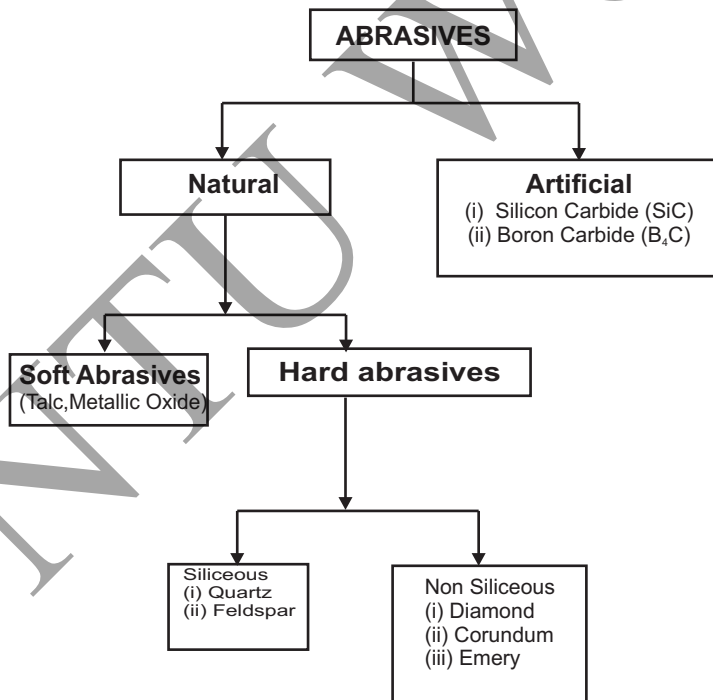 ABRASIVES
Natural
Artificial
(i) Silicon Carbide (SiC)
(ii) Boron Carbide (B₄C)
Soft Abrasives
(Talc,Metallic Oxide)
Hard abrasives
Siliceous
(i) Quartz
(ii) Feldspar
Non Siliceous
(i) Diamond
(ii) Corundum
(iii) Emery
NTU W